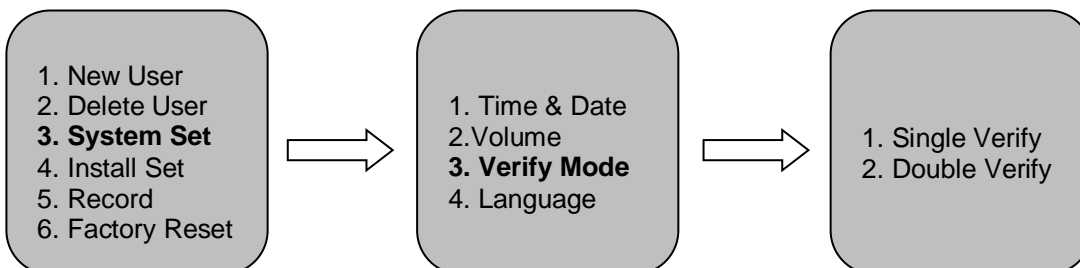 1. New User
2. Delete User
3. System Set
4. Install Set
5. Record
6. Factory Reset
1. Time & Date
2.Volume
3. Verify Mode
4. Language
1. Single Verify
2. Double Verify